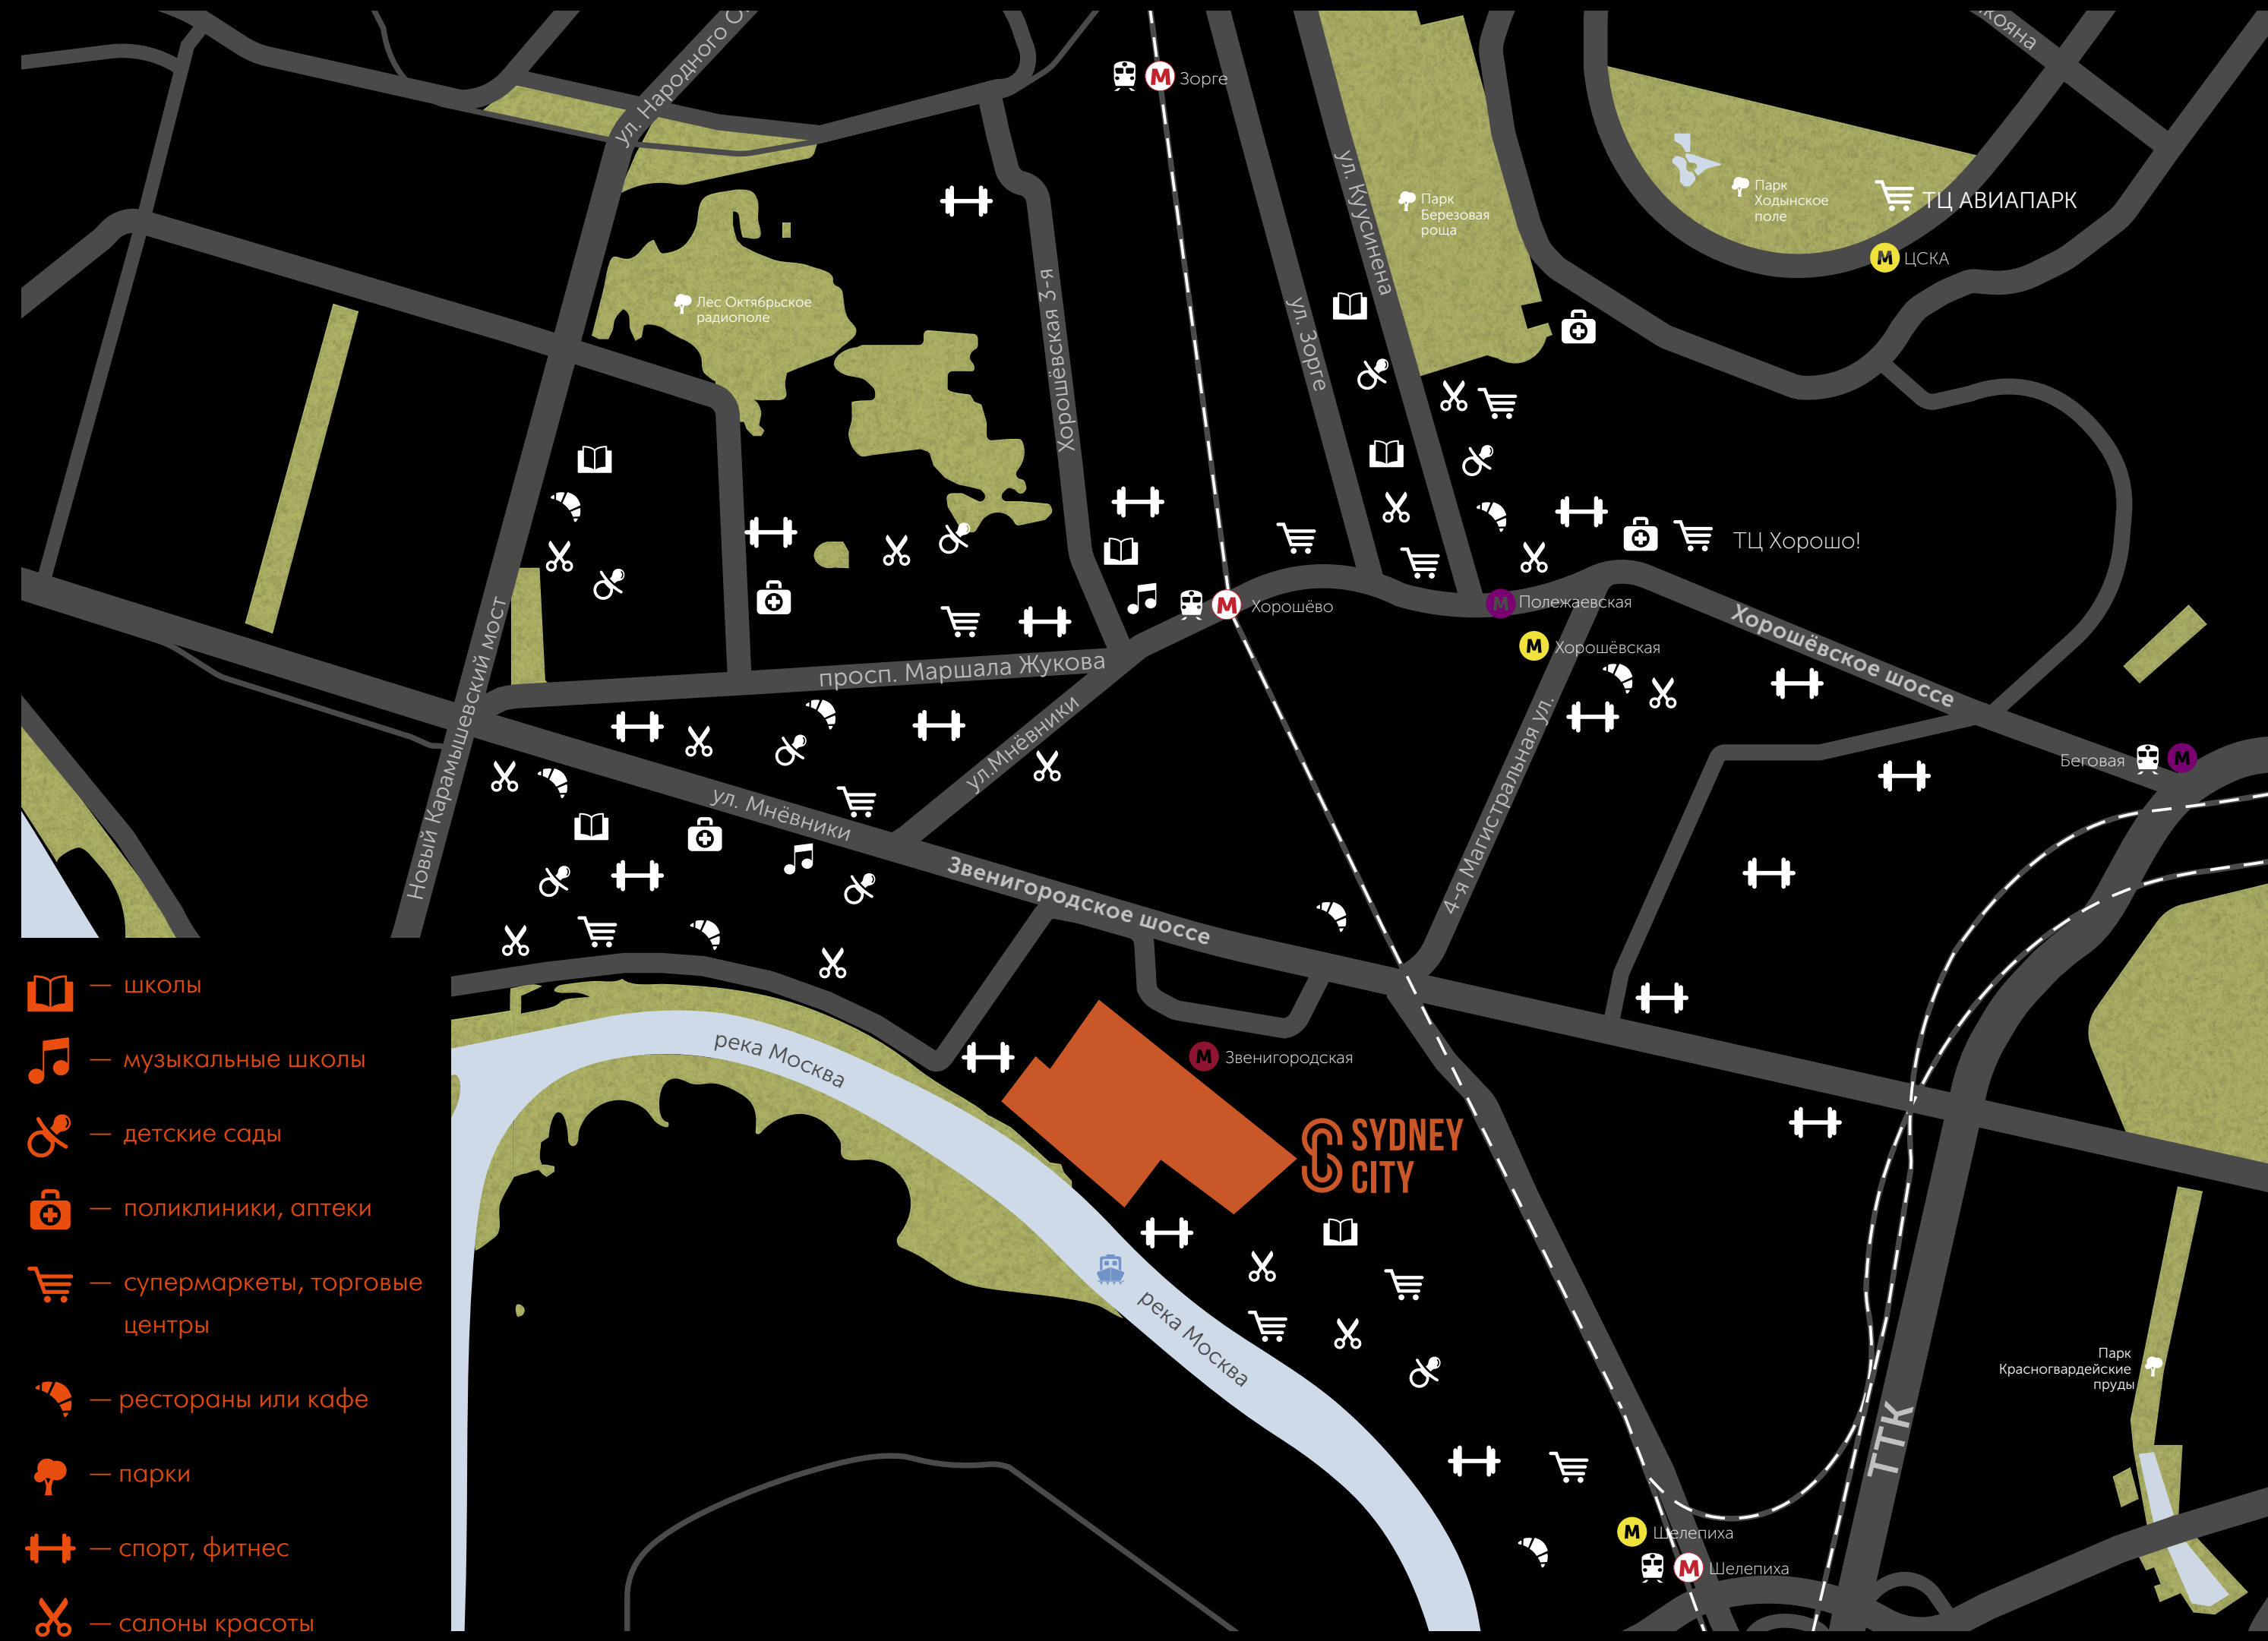 ул. Народного О
кояна
Зорге
Парк
Ходынское
поле
ТЦ АВИАПАРК
ЦСКА
Парк
Березовая
роща
ул. Куусинена
ул. Зорге
Хорошёвская 3-я
Лес Октябрьское
радиополе
ТЦ Хорошо!
Хорошёво
Полежаевская
Хорошёвская
Хорошёвское шоссе
просп. Маршала Жукова
Новый Карамышевский мост
ул.Мнёвники
ул. Мнёвники
4-я Магистральная ул.
Беговая
Звенигородское шоссе
Звенигородская
река Москва
SYDNEY
CITY
река Москва
Парк
Красногвардейские
пруды
ТТК
Шелепиха
Шелепиха
— школы
— музыкальные школы
— детские сады
— поликлиники, аптеки
— супермаркеты, торговые
центры
— рестораны или кафе
— парки
— спорт, фитнес
— салоны красоты